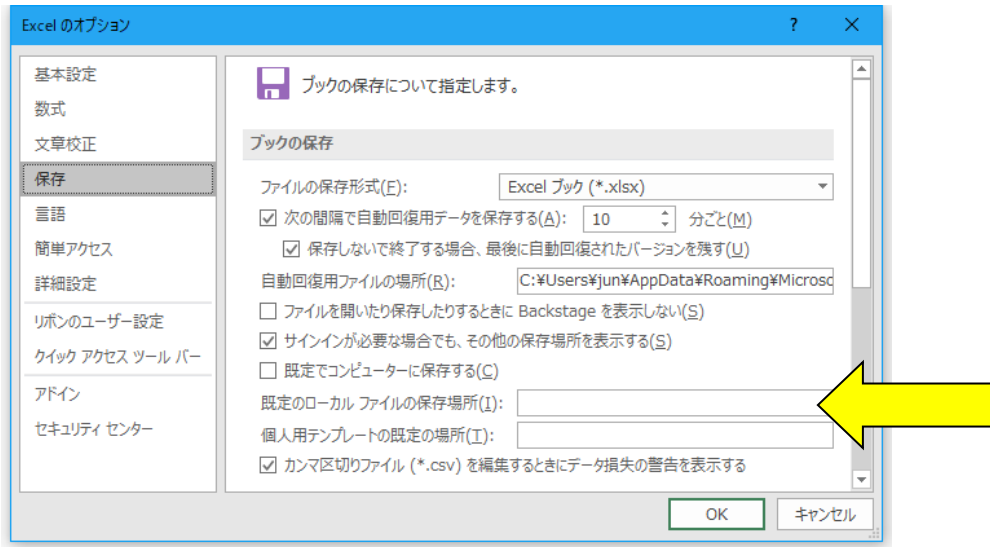 Excel のオプション ? ×
基本設定
数式
文章校正
保存
言語
簡単アクセス
詳細設定
リボンのユーザー設定
クイック アクセス ツール バー
アドイン
セキュリティ センター
ブックの保存について指定します。
ブックの保存
ファイルの保存形式(F): Excel ブック (*.xlsx)
次の間隔で自動回復用データを保存する(A): 10 分ごと(M)
保存しないで終了する場合、最後に自動回復されたバージョンを残す(U)
自動回復用ファイルの場所(R): C:¥Users¥jun¥AppData¥Roaming¥Microsc
ファイルを開いたり保存したりするときに Backstage を表示しない(S)
サインインが必要な場合でも、その他の保存場所を表示する(S)
既定でコンピューターに保存する(C)
既定のローカル ファイルの保存場所(I):
個人用テンプレートの既定の場所(T):
カンマ区切りファイル (*.csv) を編集するときにデータ損失の警告を表示する
OK キャンセル